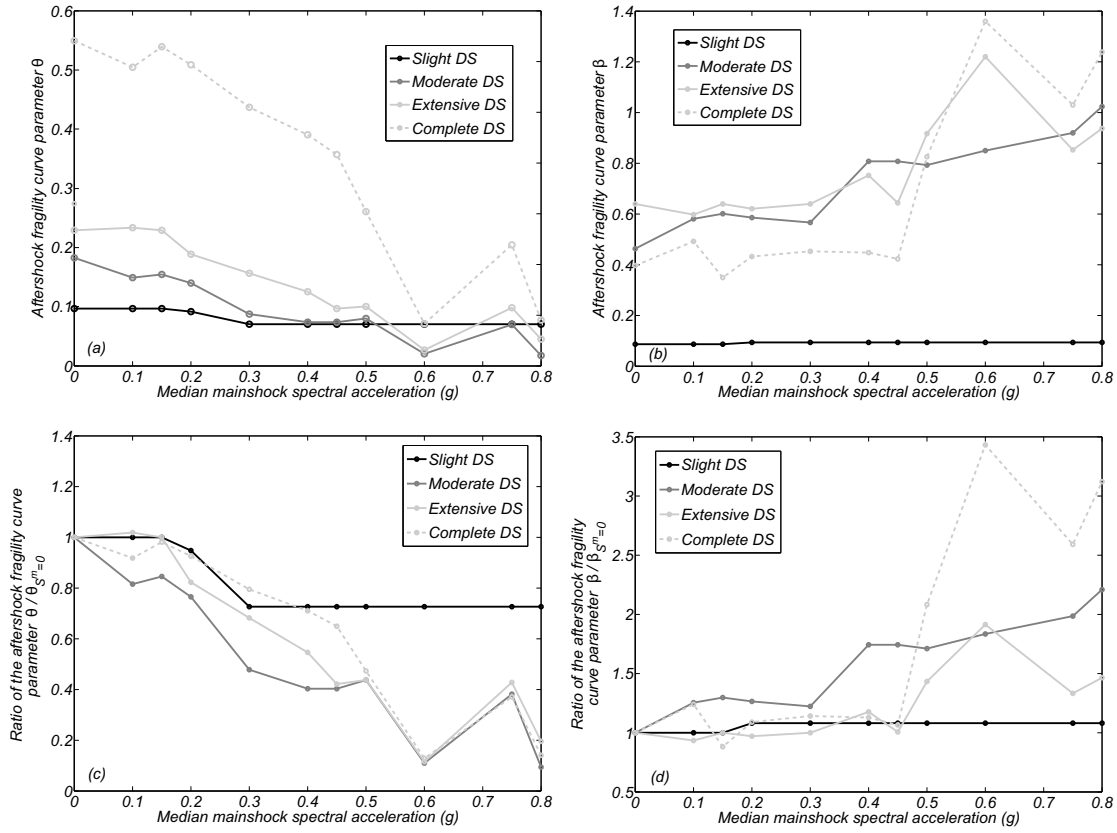 0.6
0.5
0.4
0.3
0.2
0.1
0
Aftershock fragility curve parameter θ
Slight DS
Moderate DS
Extensive DS
Complete DS
(a)
0 0.1 0.2 0.3 0.4 0.5 0.6 0.7 0.8
Median mainshock spectral acceleration (g)
1.4
1.2
1
0.8
0.6
0.4
0.2
0
Aftershock fragility curve parameter β
Slight DS
Moderate DS
Extensive DS
Complete DS
(b)
0 0.1 0.2 0.3 0.4 0.5 0.6 0.7 0.8
Median mainshock spectral acceleration (g)
1.4
1.2
1
0.8
0.6
0.4
0.2
0
Ratio of the aftershock fragility curve
parameter θ / θ_S^m=0
Slight DS
Moderate DS
Extensive DS
Complete DS
(c)
0 0.1 0.2 0.3 0.4 0.5 0.6 0.7 0.8
Median mainshock spectral acceleration (g)
3.5
3
2.5
2
1.5
1
0.5
Ratio of the aftershock fragility
curve parameter β / β_S^m=0
Slight DS
Moderate DS
Extensive DS
Complete DS
(d)
0 0.1 0.2 0.3 0.4 0.5 0.6 0.7 0.8
Median mainshock spectral acceleration (g)